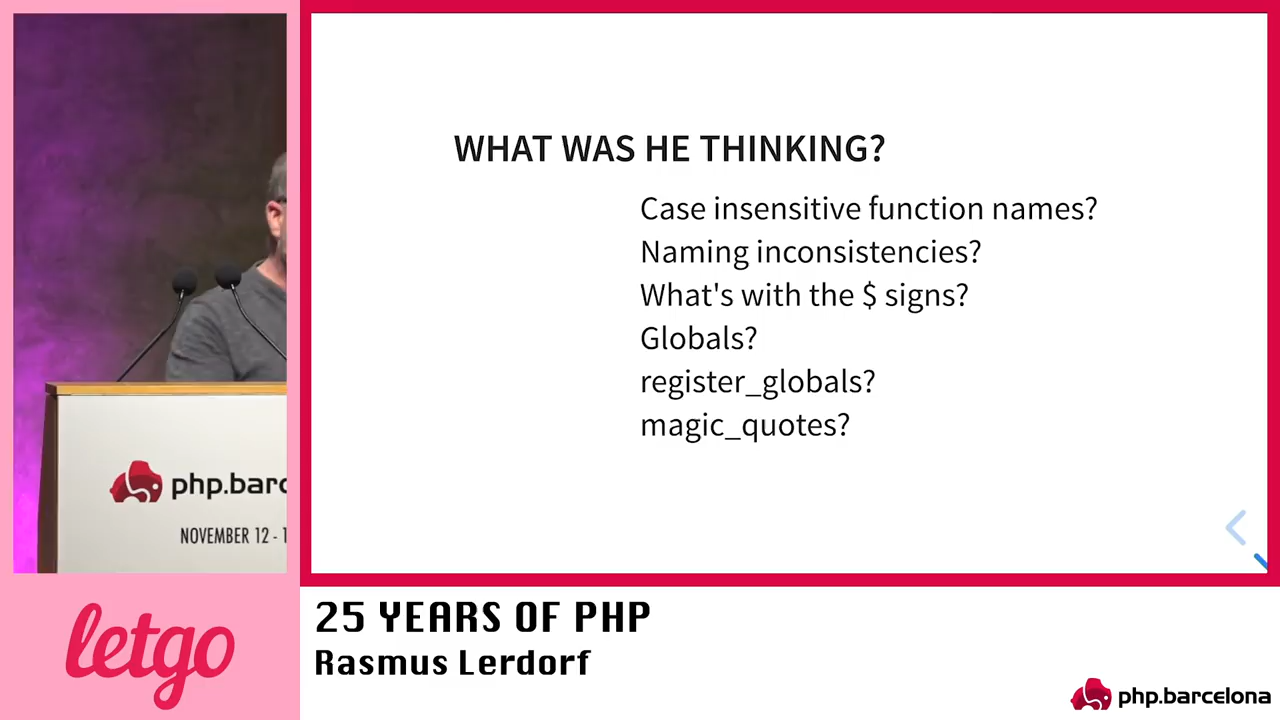 WHAT WAS HE THINKING?
Case insensitive function names?
Naming inconsistencies?
What's with the $ signs?
Globals?
register_globals?
magic_quotes?
php.barc
NOVEMBER 12 - 1
letgo
25 YEARS OF PHP
Rasmus Lerdorf
php.barcelona